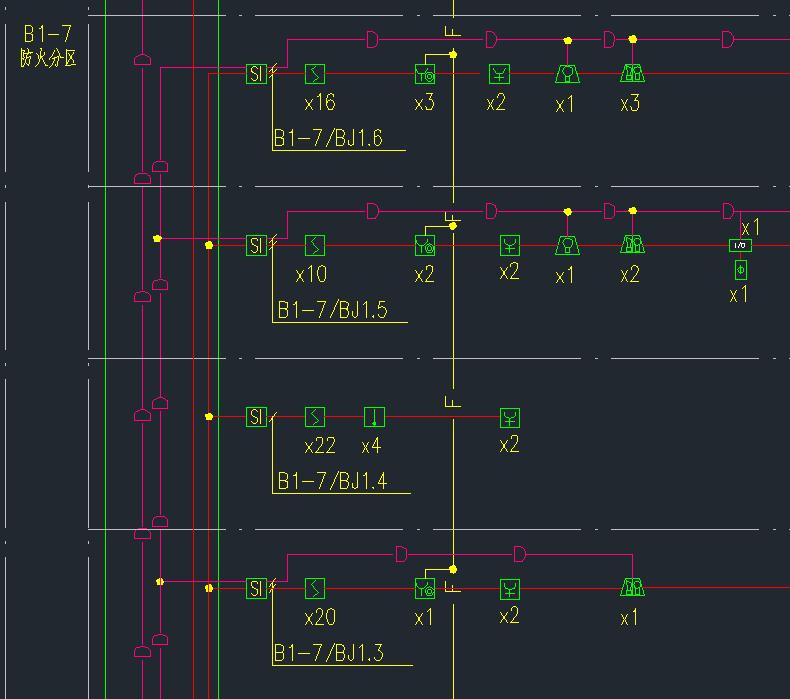 B1-7
防火分区
F
D D D D
SI
x16 x3 x2 x1 x3
B1-7/BJ1.6
F
D D D D
x1
SI I/O
x10 x2 x2 x1 x2
x1
B1-7/BJ1.5
F
SI
x22 x4 x2
B1-7/BJ1.4
D D
SI F
x20 x1 x2 x1
B1-7/BJ1.3